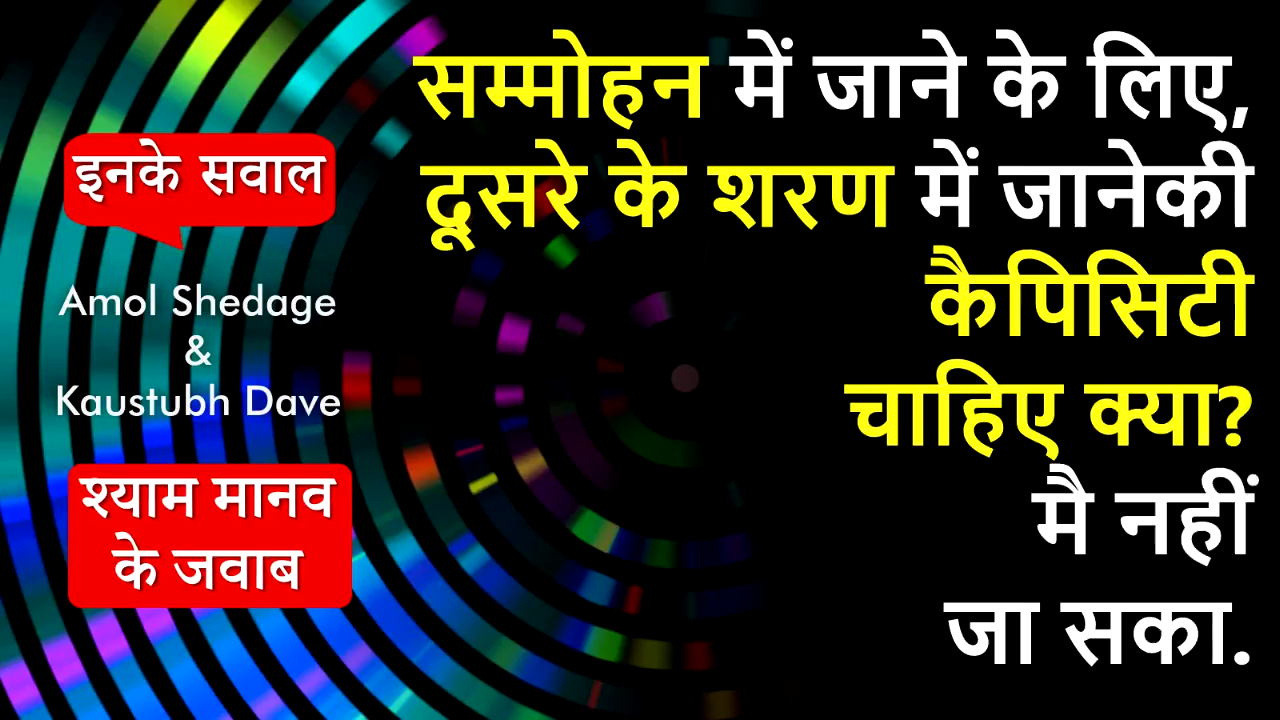 इनके सवाल
Amol Shedage
&
Kaustubh Dave
श्याम मानव
के जवाब
सम्मोहन में जाने के लिए,
दूसरे के शरण में जानेकी
कैपिसिटी
चाहिए क्या?
मै नहीं
जा सका.